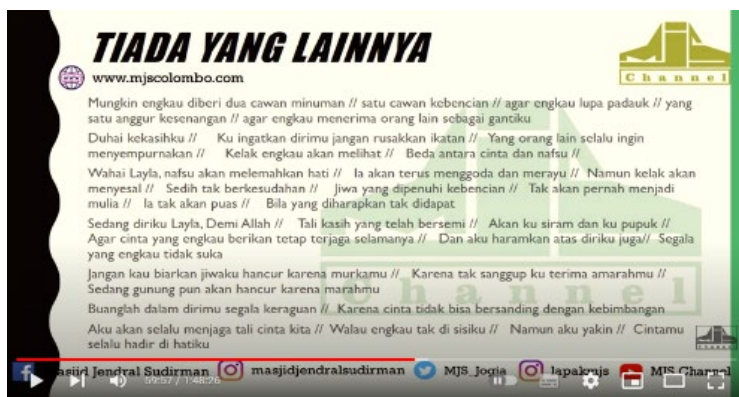 TIADA YANG LAINNYA
www.mjscolombo.com
Channel
Mungkin engkau diberi dua cawan minuman // satu cawan kebencian // agar engkau lupa padauk // yang
satu anggur kesenangan // agar engkau menerima orang lain sebagai gantiku
Duhai kekasihku // Ku ingatkan dirimu jangan rusakkan ikatan // Yang orang lain selalu ingin
menyempurnakan // Kelak engkau akan melihat // Beda antara cinta dan nafsu //
Wahai Layla, nafsu akan melemahkan hati // Ia akan terus menggoda dan merayu // Namun kelak akan
menyesal // Sedih tak berkesudahan // Jiwa yang dipenuhi kebencian // Tak akan pernah menjadi
mulia // Ia tak akan puas // Bila yang diharapkan tak didapat
Sedang diriku Layla, Demi Allah // Tali kasih yang telah bersemi // Akan ku siram dan ku pupuk //
Agar cinta yang engkau berikan tetap terjaga selamanya // Dan aku haramkan atas diriku juga// Segala
yang engkau tidak suka
Jangan kau biarkan jiwaku hancur karena murkamu // Karena tak sanggup ku terima amarahmu //
Sedang gunung pun akan hancur karena marahmu
Channel
Buanglah dalam dirimu segala keraguan // Karena cinta tidak bisa bersanding dengan kebimbangan
Aku akan selalu menjaga tali cinta kita // Walau engkau tak di sisiku // Namun aku yakin // Cintamu
selalu hadir di hatiku
Jendral Sudirman masjidjendralsudirman MJS_Jogja lapakmjs MJS Channel
59:57 / 1:48:26